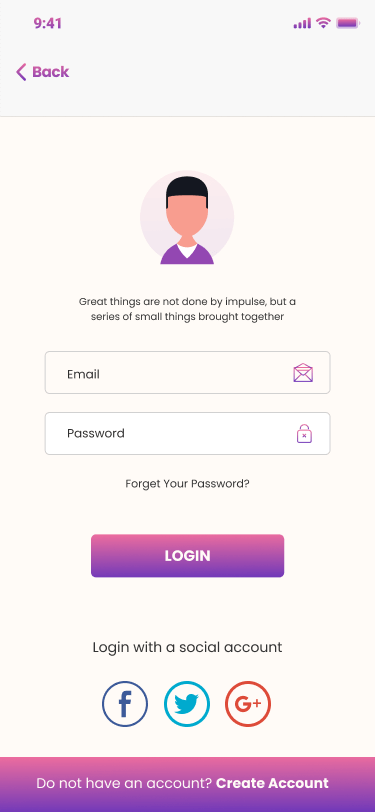 9:41
Back
Great things are not done by impulse, but a
series of small things brought together
Email
Password
Forget Your Password?
LOGIN
Login with a social account
Do not have an account? Create Account